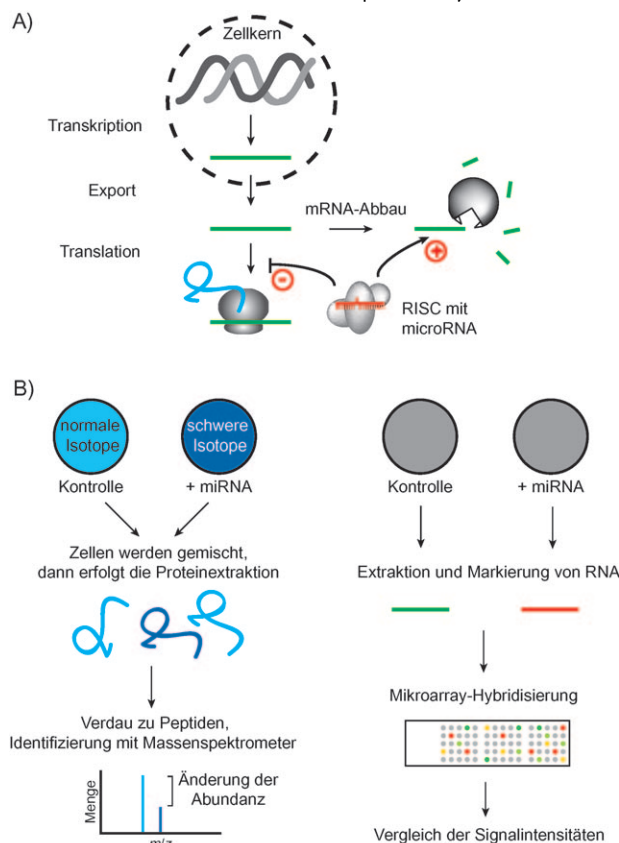 A)
Zellkern
Transkription
Export
mRNA-Abbau
Translation
+
-
RISC mit
microRNA
B)
normale
Isotope
schwere
Isotope
Kontrolle
+ miRNA
Zellen werden gemischt,
dann erfolgt die Proteinextraktion
Verdau zu Peptiden,
Identifizierung mit Massenspektrometer
Menge
Änderung der
Abundanz
m/z
Kontrolle
+ miRNA
Extraktion und Markierung von RNA
Mikroarray-Hybridisierung
Vergleich der Signalintensitäten